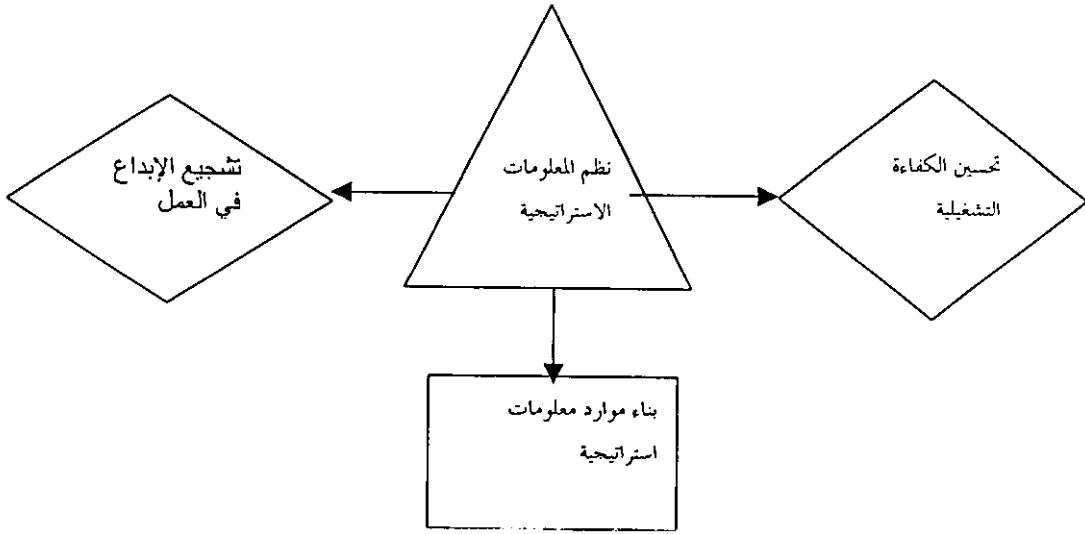 نظم المعلومات
الاستراتيجية
تحسين الكفاءة
التشغيلية
تشجيع الإبداع
في العمل
بناء موارد معلومات
استراتيجية